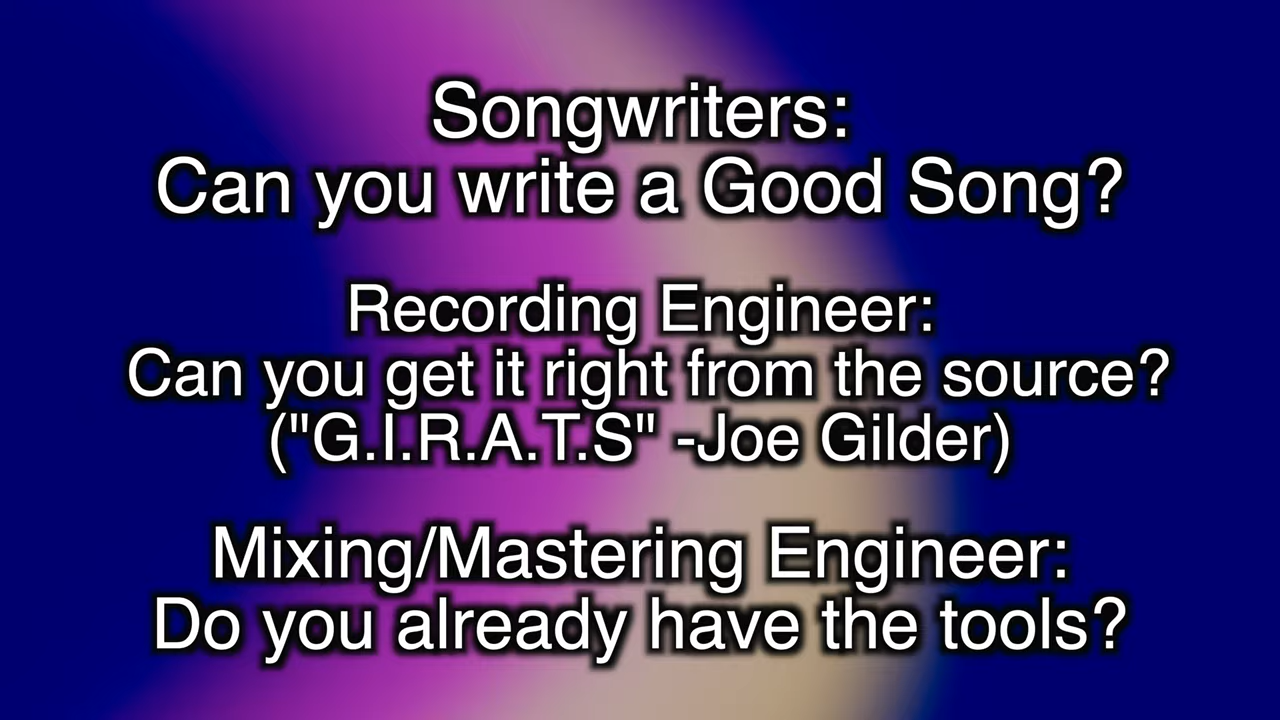 Songwriters:
Can you write a Good Song?
Recording Engineer:
Can you get it right from the source?
("G.I.R.A.T.S" -Joe Gilder)
Mixing/Mastering Engineer:
Do you already have the tools?